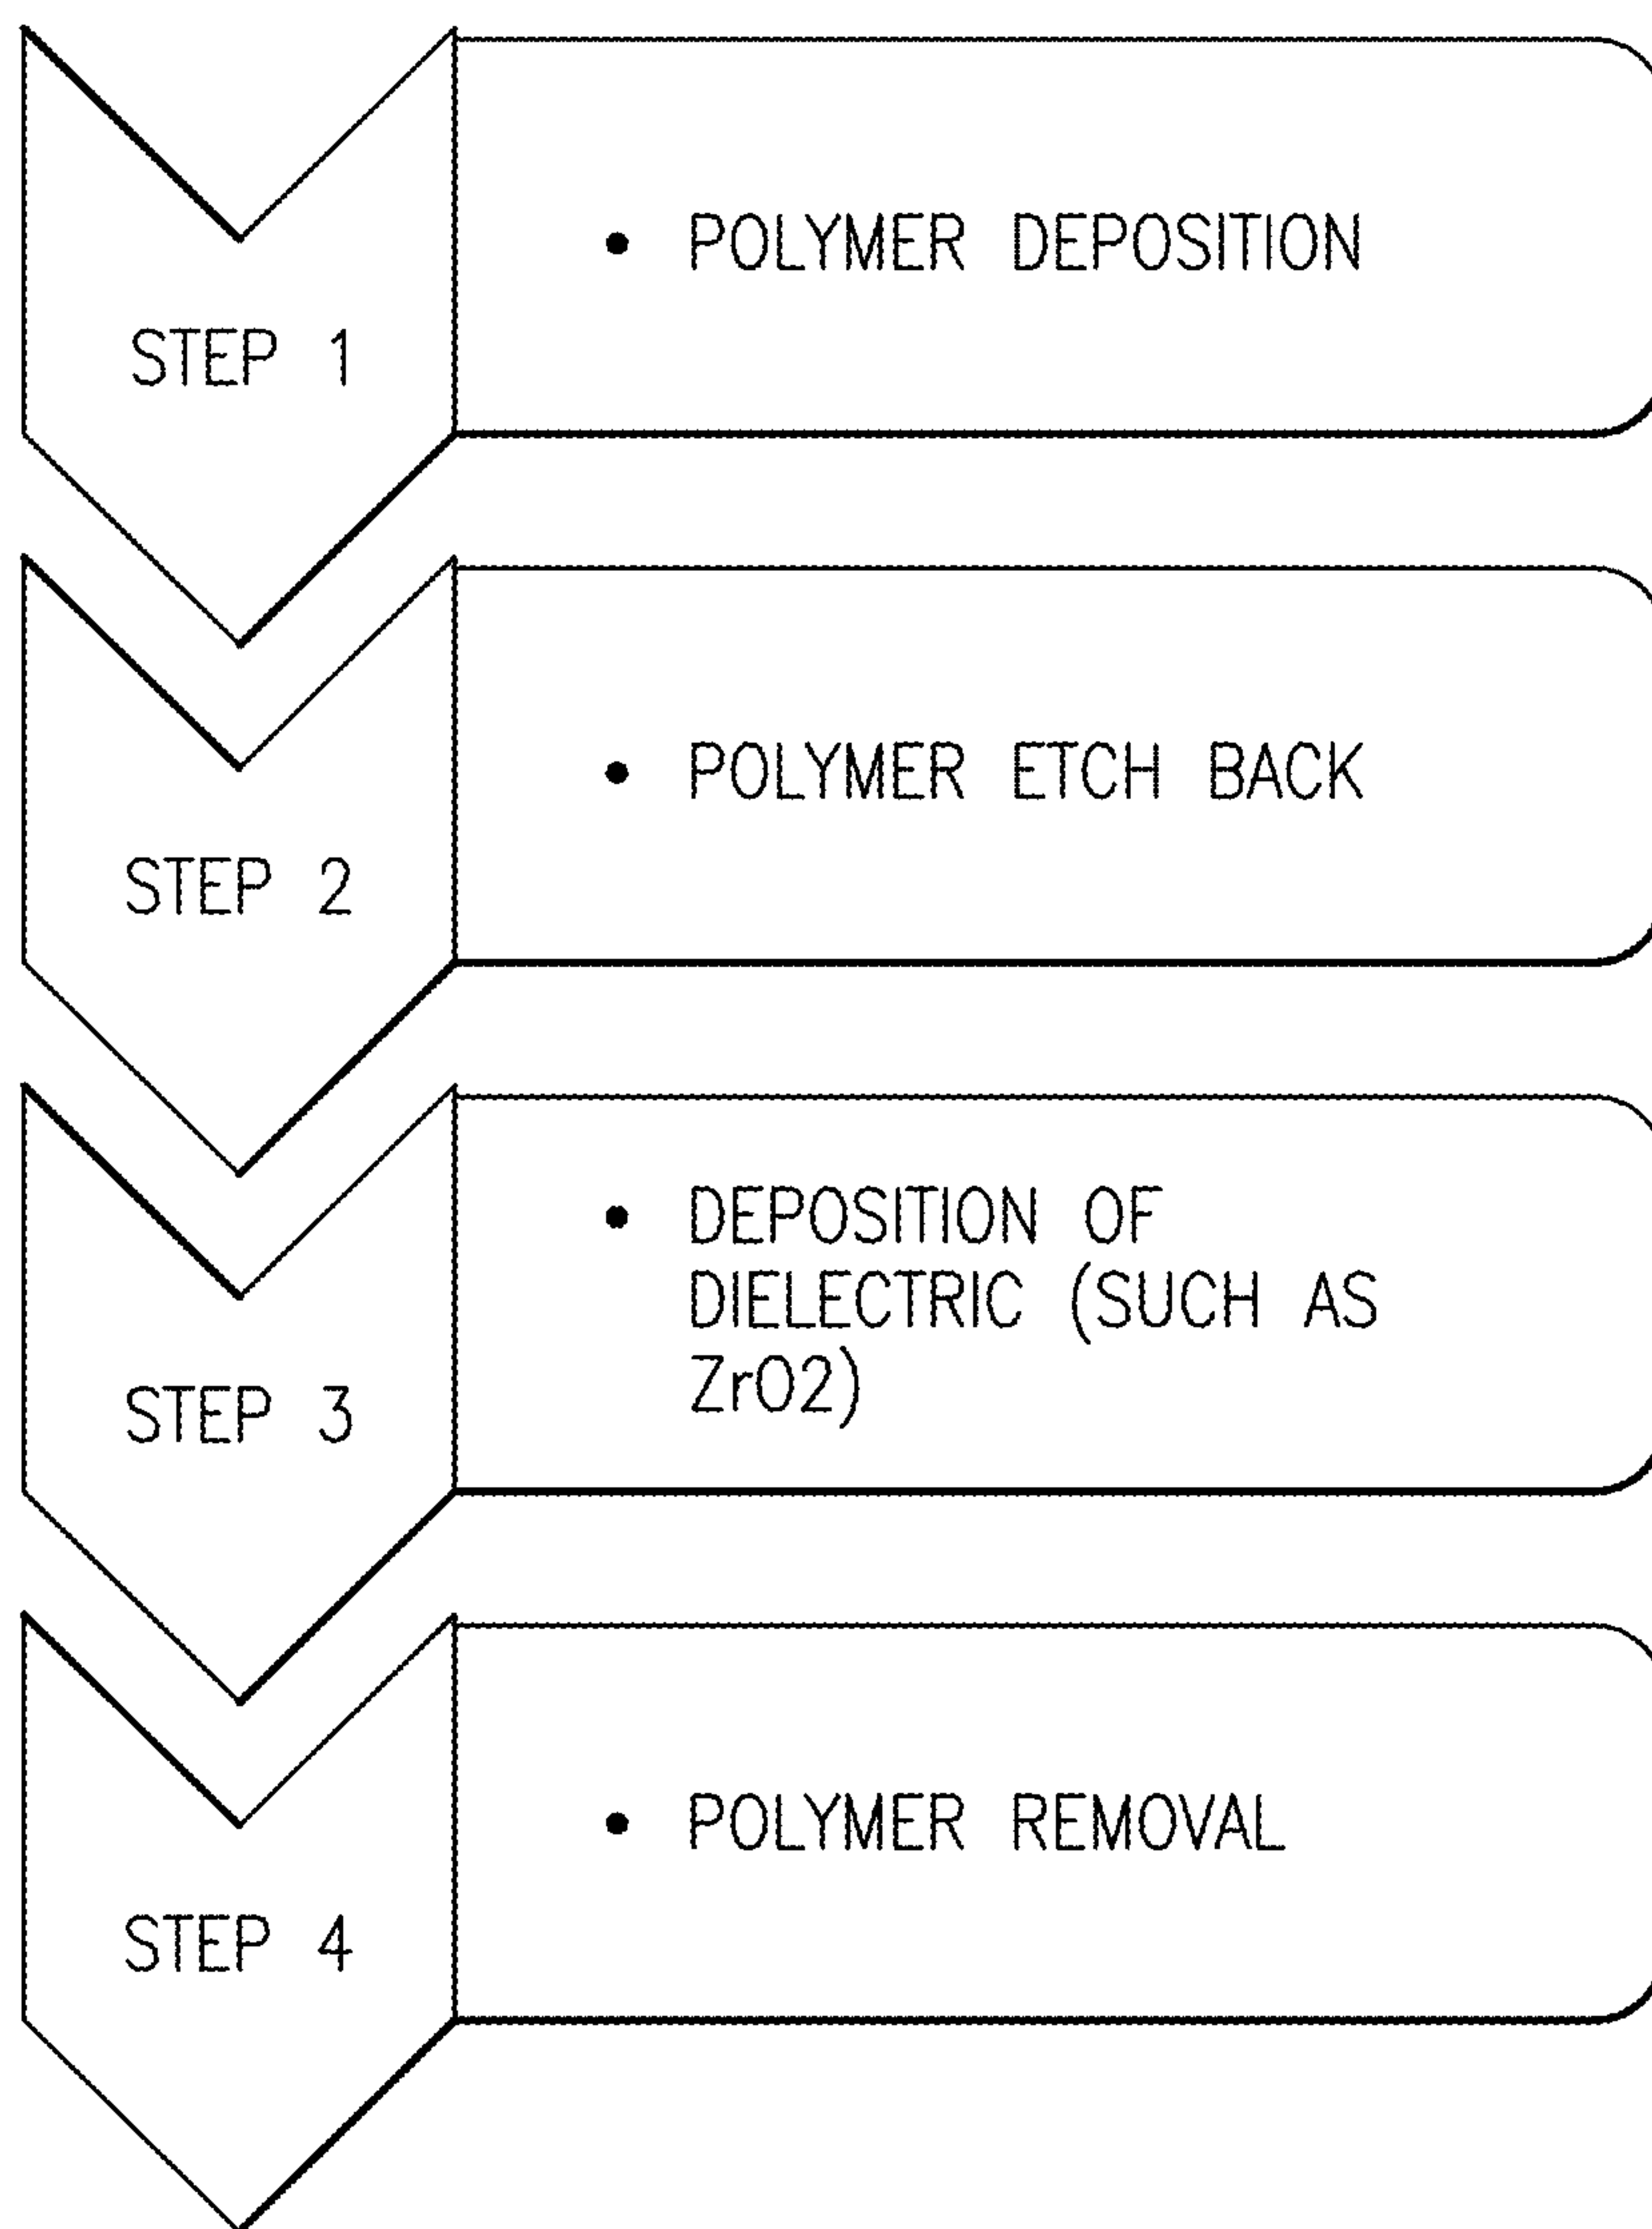 STEP 1
• POLYMER DEPOSITION
STEP 2
• POLYMER ETCH BACK
STEP 3
• DEPOSITION OF
DIELECTRIC (SUCH AS
ZrO2)
STEP 4
• POLYMER REMOVAL